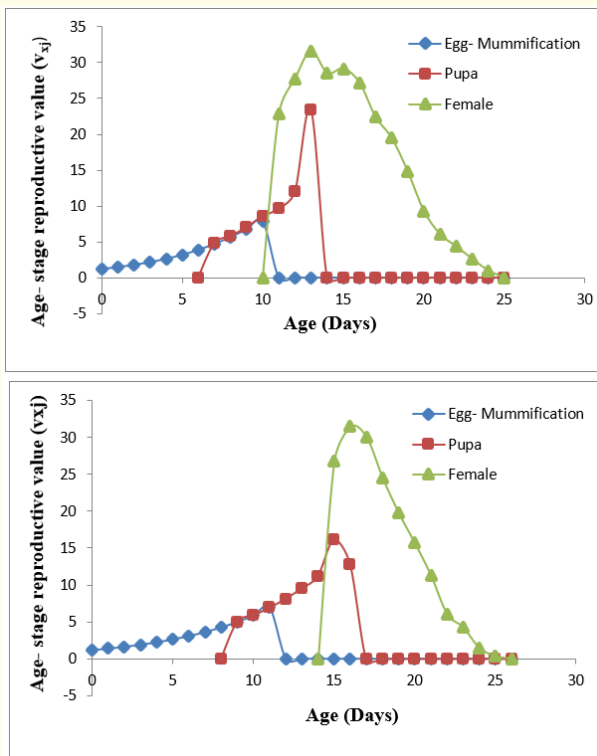 35
30
25
20
15
10
5
0
-5
Age- stage reproductive value (vxj)
0 5 10 15 20 25 30
Age (Days)
Egg- Mummification
Pupa
Female
35
30
25
20
15
10
5
0
-5
Age- stage reproductive value (vxj)
0 5 10 15 20 25 30
Age (Days)
Egg- Mummification
Pupa
Female